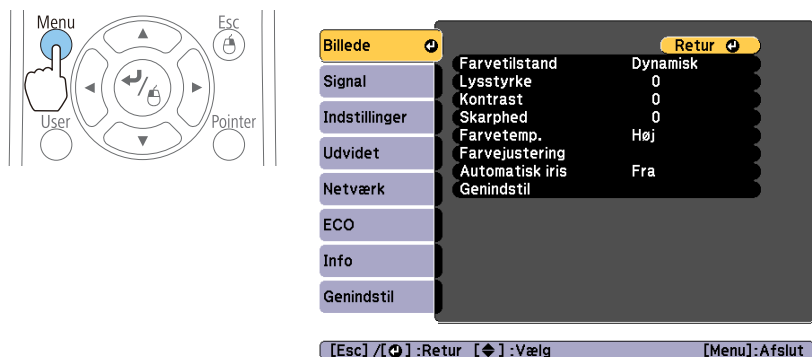 Menu
Esc
User
Pointer
Billede
Signal
Indstillinger
Udvidet
Netværk
ECO
Info
Genindstil
Retur
Farvetilstand Dynamisk
Lysstyrke 0
Kontrast 0
Skarphed 0
Farvetemp. Høj
Farvejustering
Automatisk iris Fra
Genindstil
[Esc] /[ ] :Retur [ ] :Vælg [Menu]:Afslut